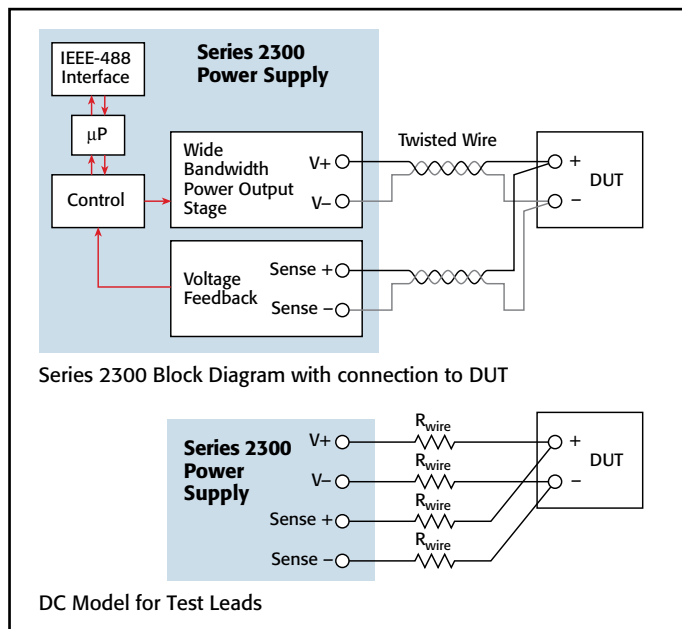 IEEE-488
Interface
Series 2300
Power Supply
μP
Control
Wide
Bandwidth
Power Output
Stage
V+
V–
Twisted Wire
+
–
DUT
Voltage
Feedback
Sense +
Sense –
Series 2300 Block Diagram with connection to DUT
Series 2300
Power
Supply
V+
V–
Sense +
Sense –
Rwire
Rwire
Rwire
Rwire
+
–
DUT
DC Model for Test Leads